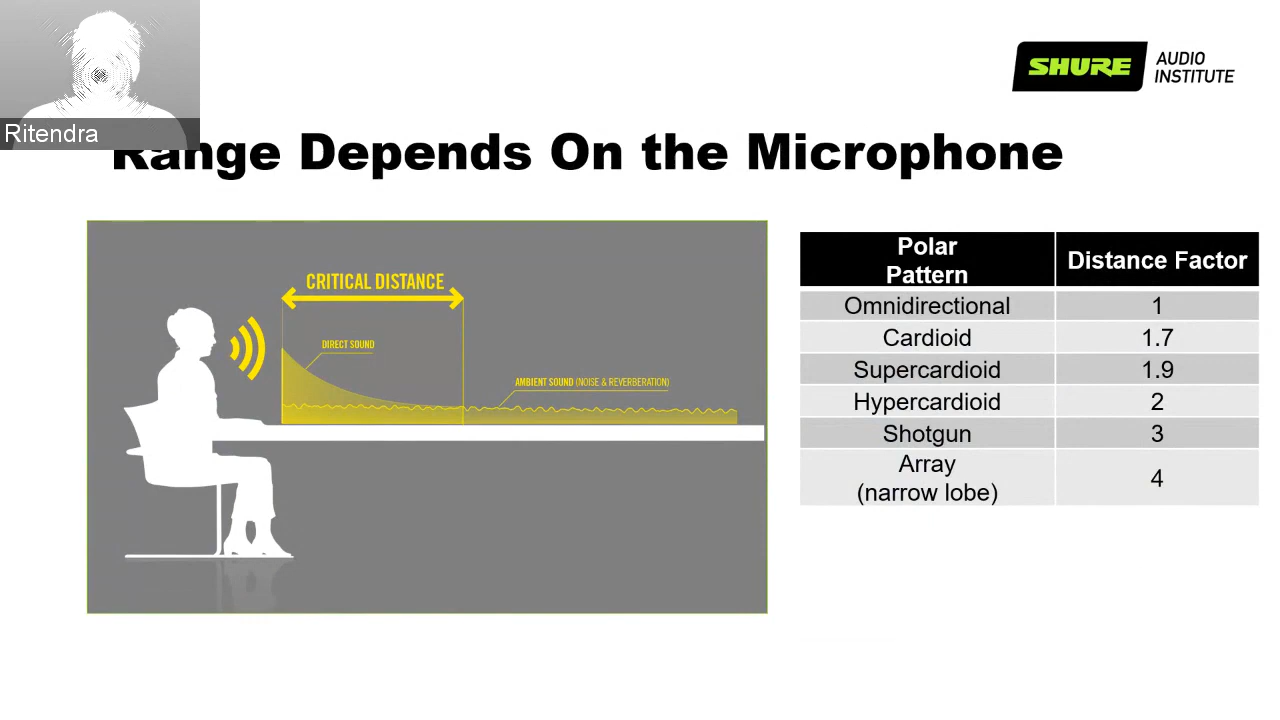 Ritendra
SHURE
AUDIO
INSTITUTE
Range Depends On the Microphone
CRITICAL DISTANCE
DIRECT SOUND
AMBIENT SOUND (NOISE & REVERBERATION)
Polar
Pattern
Distance Factor
Omnidirectional 1
Cardioid 1.7
Supercardioid 1.9
Hypercardioid 2
Shotgun 3
Array
(narrow lobe) 4